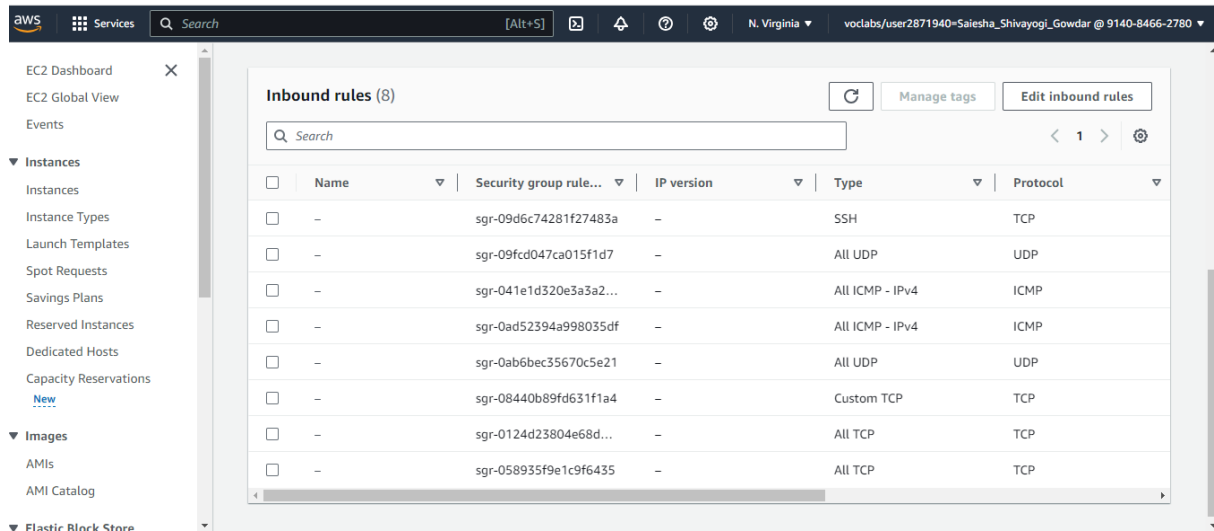 aws Services Search [Alt+S] N. Virginia voclabs/user2871940=Saiesha_Shivayogi_Gowdar @ 9140-8466-2780
EC2 Dashboard
EC2 Global View
Events
Instances
Instances
Instance Types
Launch Templates
Spot Requests
Savings Plans
Reserved Instances
Dedicated Hosts
Capacity Reservations
New
Images
AMIs
AMI Catalog
Elastic Block Store
Inbound rules (8) Manage tags Edit inbound rules
Search 1
Name Security group rule... IP version Type Protocol
– sgr-09d6c74281f27483a – SSH TCP
– sgr-09fcd047ca015f1d7 – All UDP UDP
– sgr-041e1d320e3a3a2... – All ICMP - IPv4 ICMP
– sgr-0ad52394a998035df – All ICMP - IPv4 ICMP
– sgr-0ab6bec35670c5e21 – All UDP UDP
– sgr-08440b89fd631f1a4 – Custom TCP TCP
– sgr-0124d23804e68d... – All TCP TCP
– sgr-058935f9e1c9f6435 – All TCP TCP